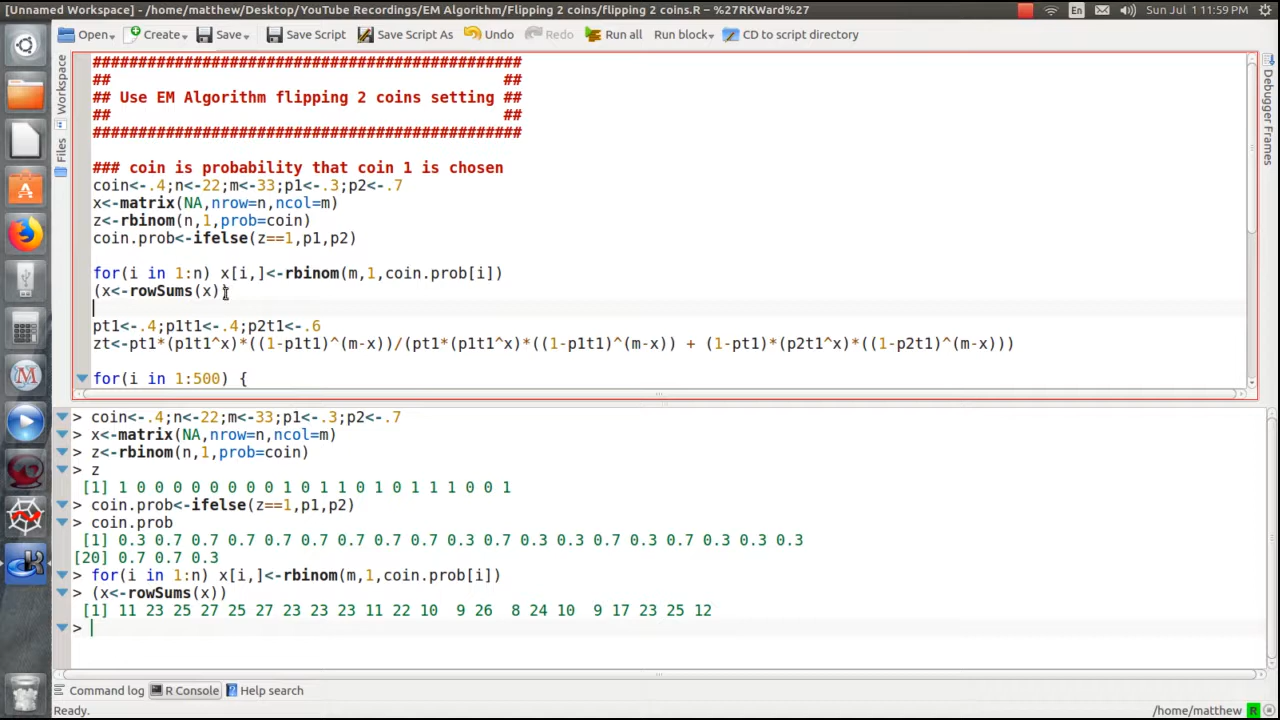 [Unnamed Workspace] - /home/matthew/Desktop/YouTube Recordings/EM Algorithm/Flipping 2 coins/flipping 2 coins.R – %27RKWard%27
En
Sun Jul 1 11:59 PM
Open
Create
Save
Save Script
Save Script As
Undo
Redo
Run all
Run block
CD to script directory
Workspace
Files
Debugger Frames
###############################################
## ##
## Use EM Algorithm flipping 2 coins setting ##
## ##
###############################################
### coin is probability that coin 1 is chosen
coin<-.4;n<-22;m<-33;p1<-.3;p2<-.7
x<-matrix(NA,nrow=n,ncol=m)
z<-rbinom(n,1,prob=coin)
coin.prob<-ifelse(z==1,p1,p2)
for(i in 1:n) x[i,]<-rbinom(m,1,coin.prob[i])
(x<-rowSums(x))
pt1<-.4;p1t1<-.4;p2t1<-.6
zt<-pt1*(p1t1^x)*((1-p1t1)^(m-x))/(pt1*(p1t1^x)*((1-p1t1)^(m-x)) + (1-pt1)*(p2t1^x)*((1-p2t1)^(m-x)))
for(i in 1:500) {
> coin<-.4;n<-22;m<-33;p1<-.3;p2<-.7
> x<-matrix(NA,nrow=n,ncol=m)
> z<-rbinom(n,1,prob=coin)
> z
[1] 1 0 0 0 0 0 0 0 0 1 0 1 1 0 1 0 1 1 1 0 0 1
> coin.prob<-ifelse(z==1,p1,p2)
> coin.prob
[1] 0.3 0.7 0.7 0.7 0.7 0.7 0.7 0.7 0.7 0.3 0.7 0.3 0.3 0.7 0.3 0.7 0.3 0.3 0.3
[20] 0.7 0.7 0.3
> for(i in 1:n) x[i,]<-rbinom(m,1,coin.prob[i])
> (x<-rowSums(x))
[1] 11 23 25 27 25 27 23 23 23 11 22 10 9 26 8 24 10 9 17 23 25 12
>
Command log
R Console
Help search
Ready.
/home/matthew
R